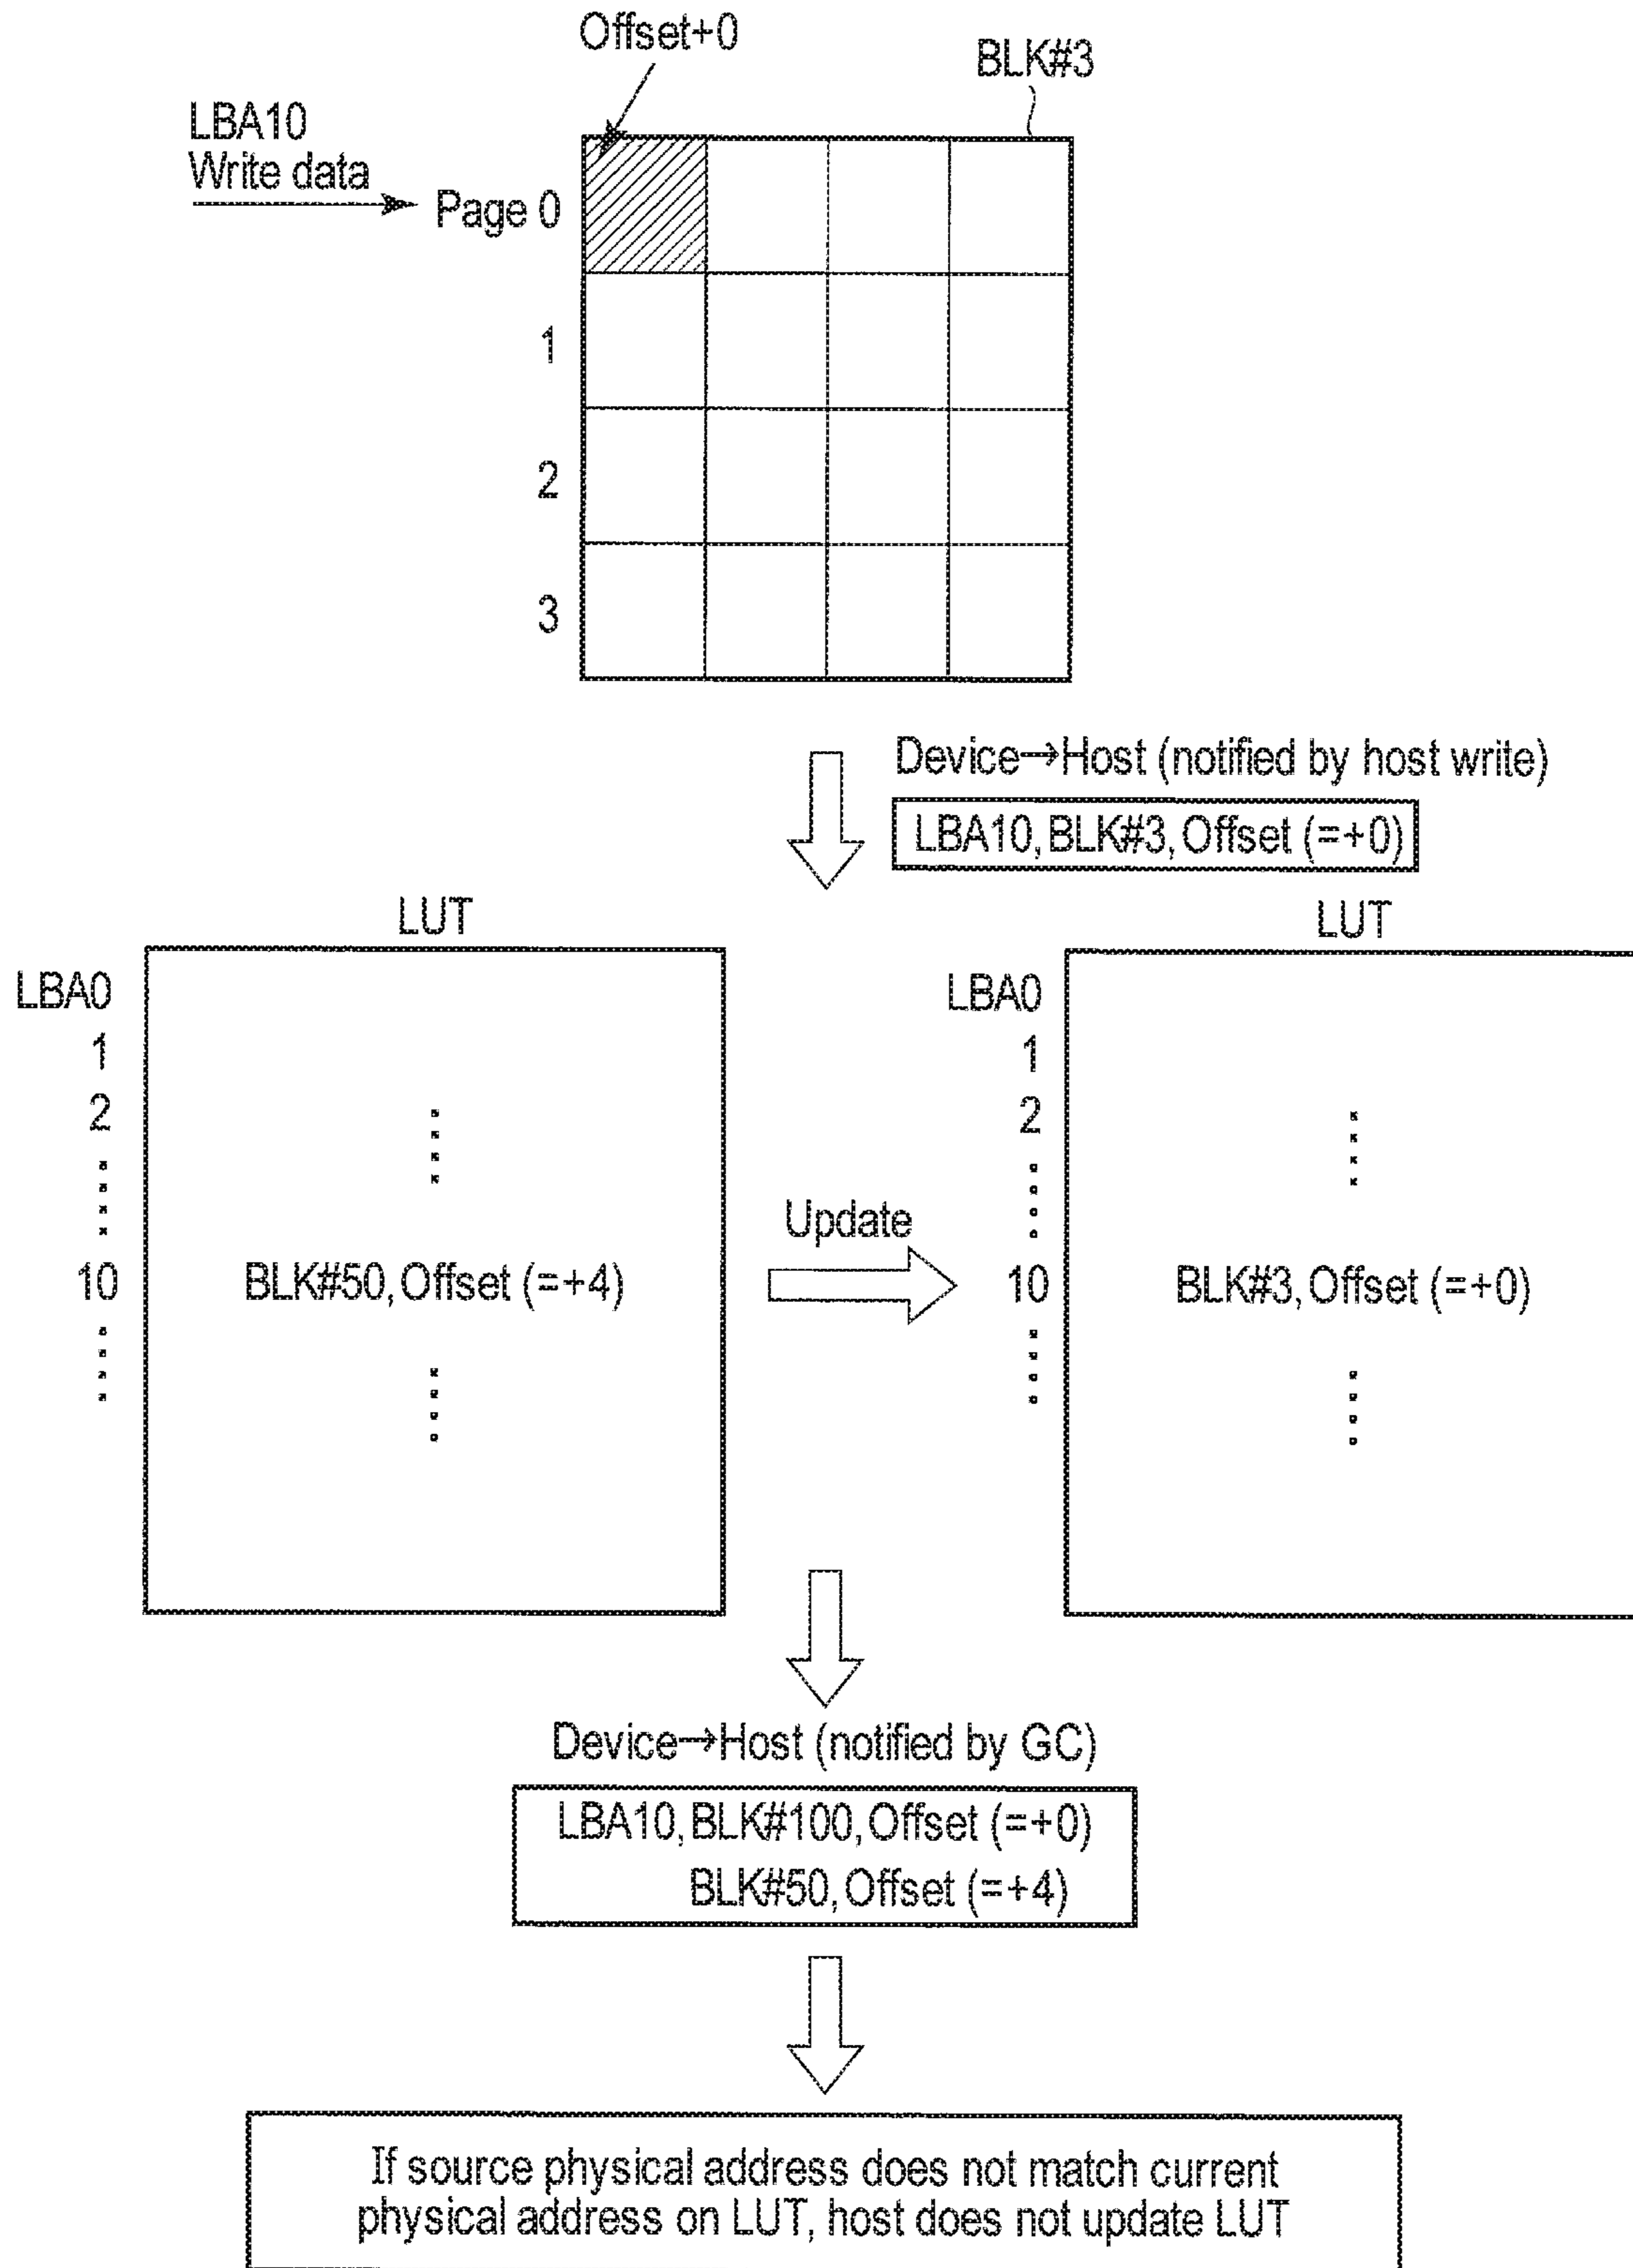 Offset+0
BLK#3
LBA10
Write data
Page 0
1
2
3
Device→Host (notified by host write)
LBA10, BLK#3, Offset (=+0)
LUT
LBA0
1
2
10
BLK#50, Offset (=+4)
Update
LUT
LBA0
1
2
10
BLK#3, Offset (=+0)
Device→Host (notified by GC)
LBA10, BLK#100, Offset (=+0)
BLK#50, Offset (=+4)
If source physical address does not match current
physical address on LUT, host does not update LUT